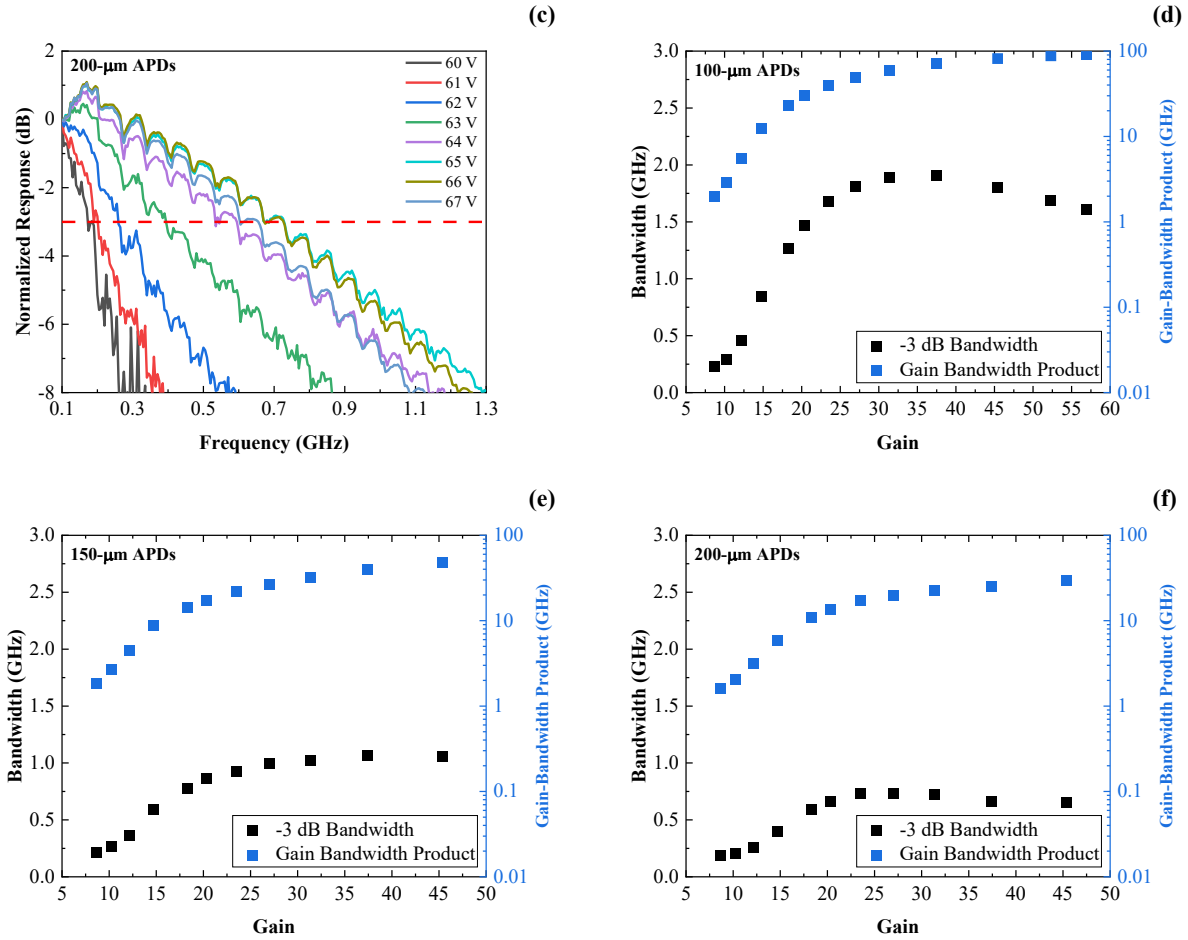 (c)
200-μm APDs
60 V
61 V
62 V
63 V
64 V
65 V
66 V
67 V
Normalized Response (dB)
2
0
-2
-4
-6
-8
0.1 0.3 0.5 0.7 0.9 1.1 1.3
Frequency (GHz)
(d)
100-μm APDs
Bandwidth (GHz)
3.0
2.5
2.0
1.5
1.0
0.5
0.0
-3 dB Bandwidth
Gain Bandwidth Product
100
10
1
0.1
0.01
Gain-Bandwidth Product (GHz)
5 10 15 20 25 30 35 40 45 50 55 60
Gain
(e)
150-μm APDs
Bandwidth (GHz)
3.0
2.5
2.0
1.5
1.0
0.5
0.0
-3 dB Bandwidth
Gain Bandwidth Product
100
10
1
0.1
0.01
Gain-Bandwidth Product (GHz)
5 10 15 20 25 30 35 40 45 50
Gain
(f)
200-μm APDs
Bandwidth (GHz)
3.0
2.5
2.0
1.5
1.0
0.5
0.0
-3 dB Bandwidth
Gain Bandwidth Product
100
10
1
0.1
0.01
Gain-Bandwidth Product (GHz)
5 10 15 20 25 30 35 40 45 50
Gain